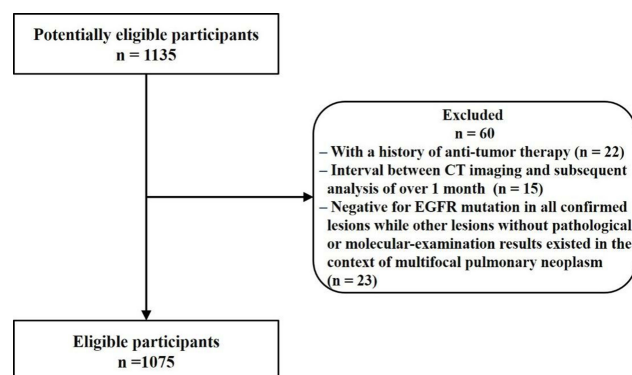 Potentially eligible participants
n = 1135
Excluded
n = 60
– With a history of anti-tumor therapy (n = 22)
– Interval between CT imaging and subsequent
analysis of over 1 month  (n = 15)
– Negative for EGFR mutation in all confirmed
lesions while other lesions without pathological
or molecular-examination results existed in the
context of multifocal pulmonary neoplasm
(n = 23)
Eligible participants
n =1075